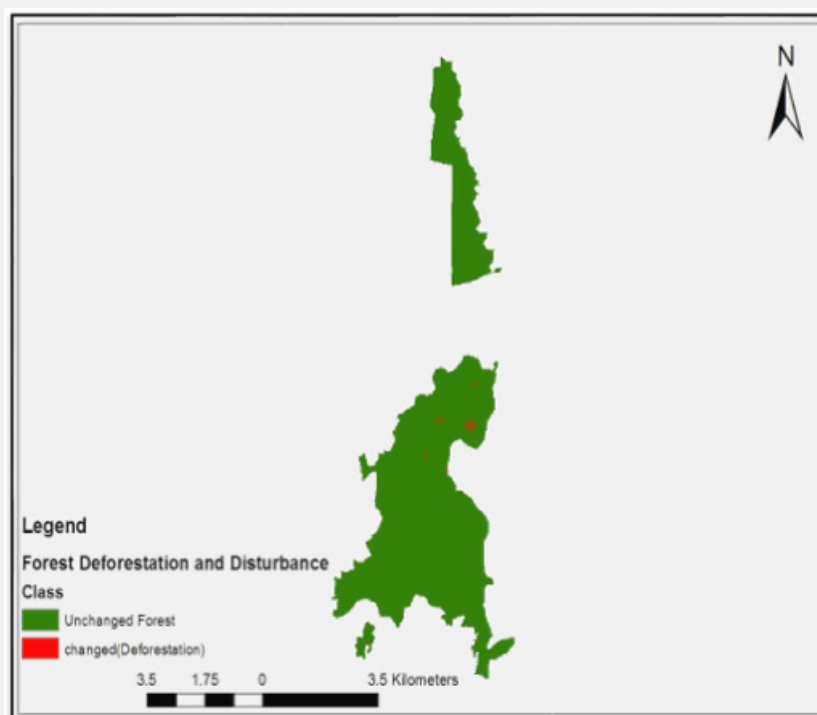 N
Legend
Forest Deforestation and Disturbance
Class
Unchanged Forest
changed(Deforestation)
3.5 1.75 0 3.5 Kilometers